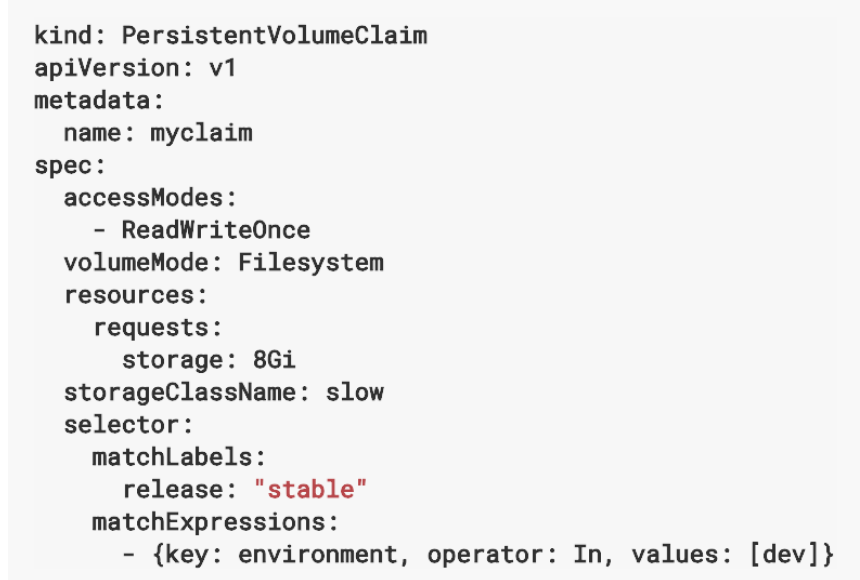 kind: PersistentVolumeClaim
apiVersion: v1
metadata:
  name: myclaim
spec:
  accessModes:
    - ReadWriteOnce
  volumeMode: Filesystem
  resources:
    requests:
      storage: 8Gi
  storageClassName: slow
  selector:
    matchLabels:
      release: "stable"
    matchExpressions:
      - {key: environment, operator: In, values: [dev]}